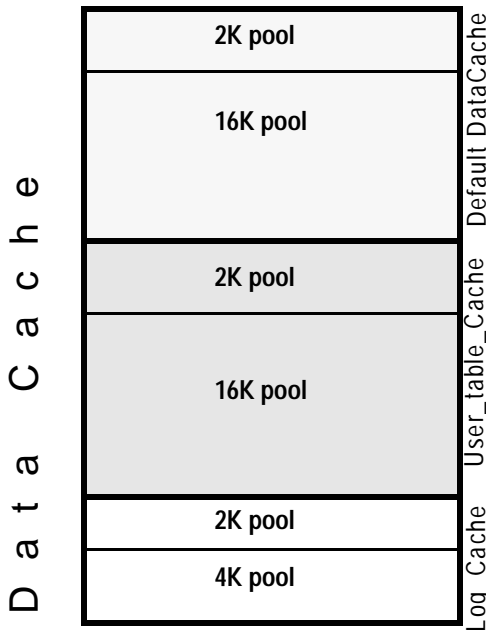 Data Cache
2K pool
16K pool
Default DataCache
2K pool
16K pool
User_table_Cache
2K pool
4K pool
Log Cache